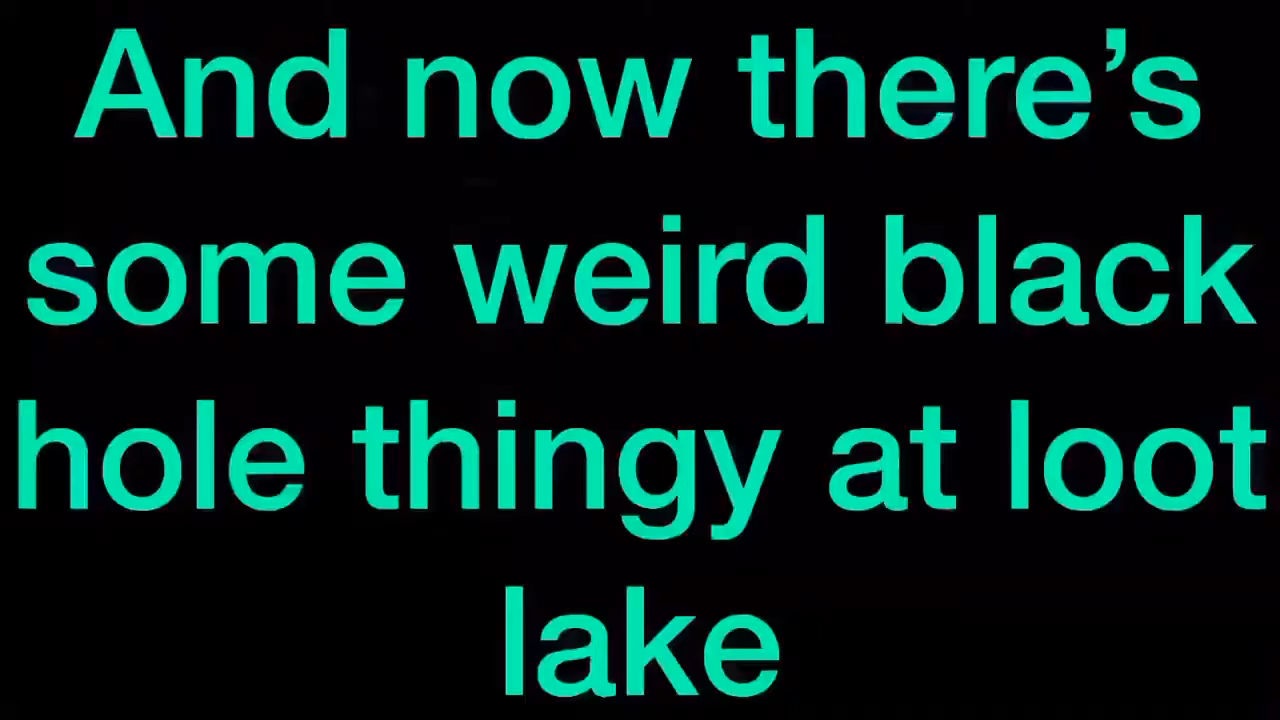 And now there’s
some weird black
hole thingy at loot
lake